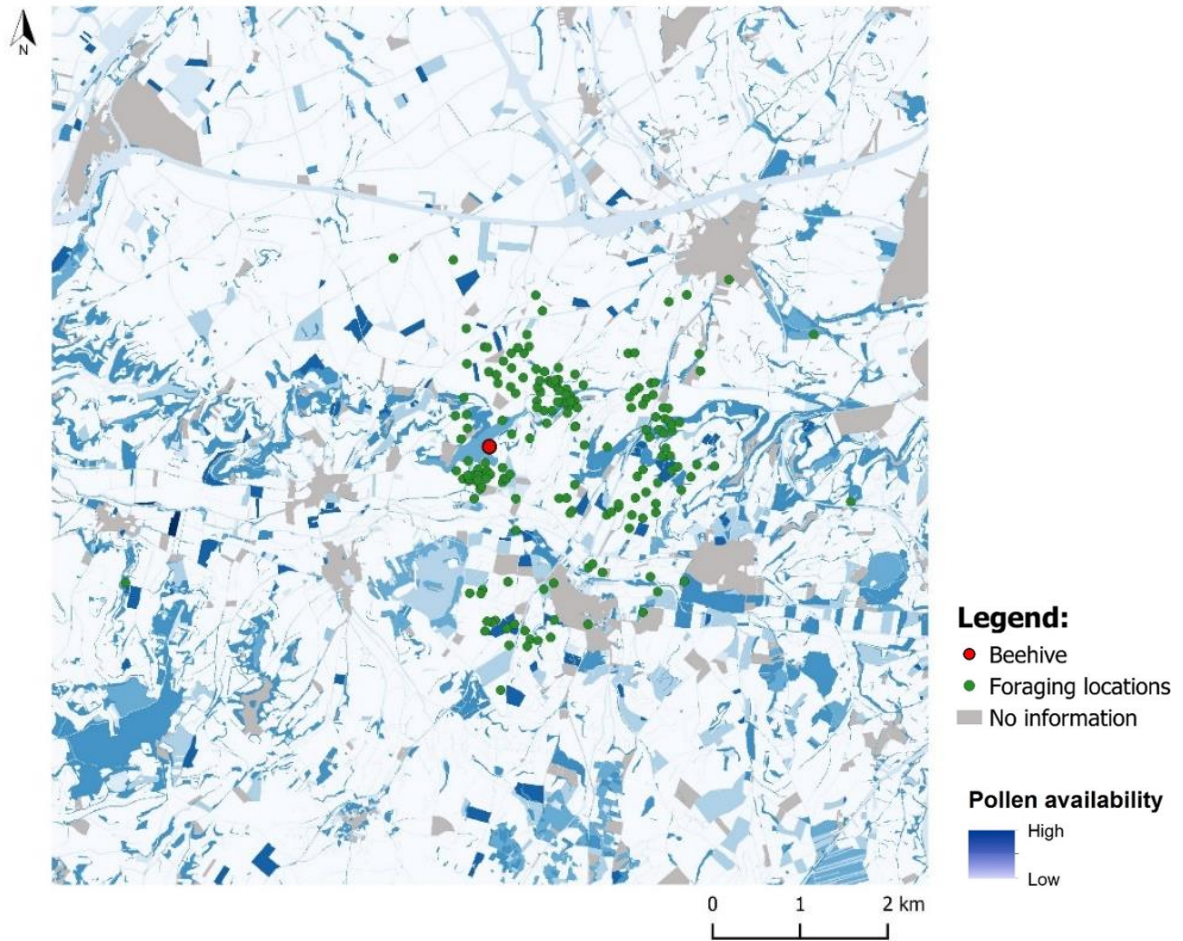 N
Legend:
Beehive
Foraging locations
No information
Pollen availability
High
Low
0 1 2 km